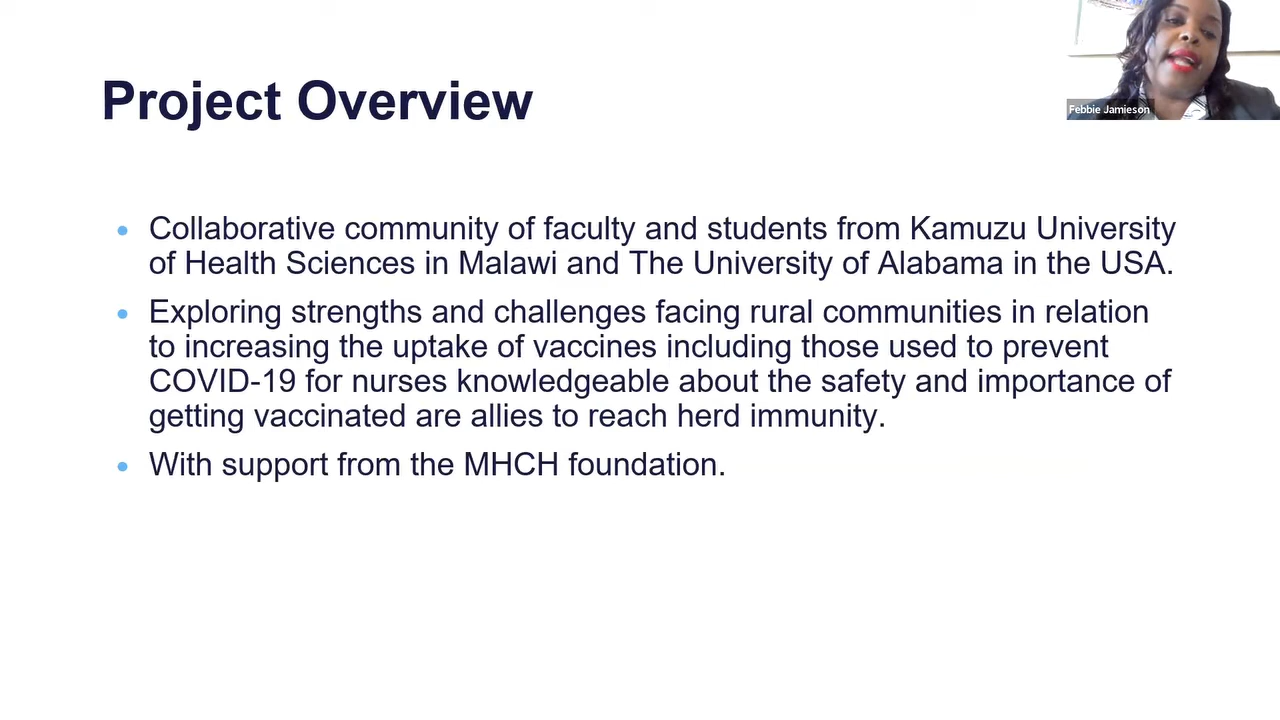 Project Overview
Febbie Jamieson
• Collaborative community of faculty and students from Kamuzu University
of Health Sciences in Malawi and The University of Alabama in the USA.
• Exploring strengths and challenges facing rural communities in relation
to increasing the uptake of vaccines including those used to prevent
COVID-19 for nurses knowledgeable about the safety and importance of
getting vaccinated are allies to reach herd immunity.
• With support from the MHCH foundation.